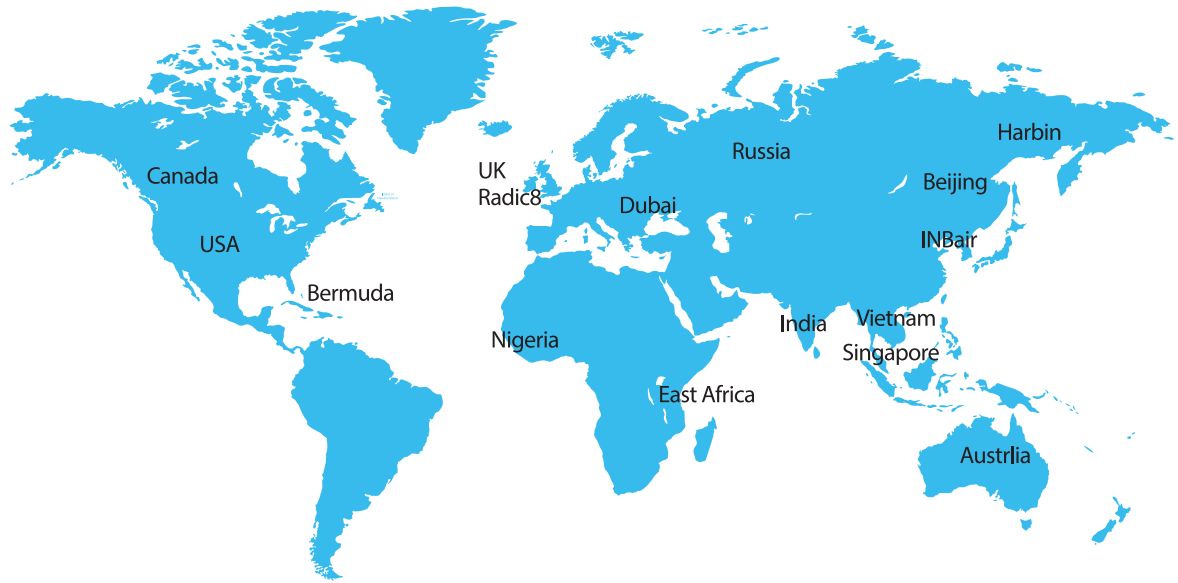 Harbin
Russia
Canada
UK
Radic8
Beijing
Dubai
USA
INBair
Bermuda
India
Vietnam
Nigeria
Singapore
East Africa
Austrlia